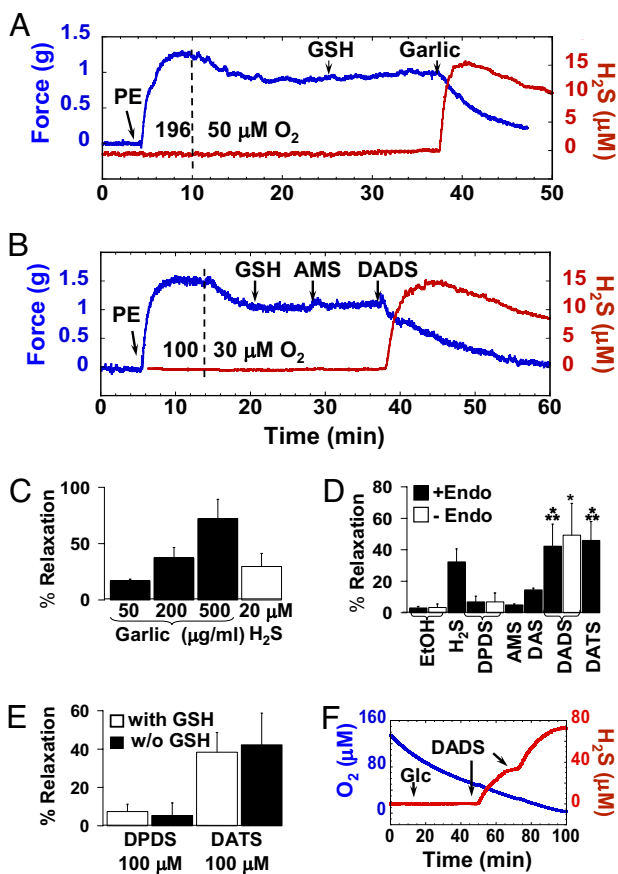 A
Force (g)
1.5
1
0.5
0
PE
196 50 μM O2
GSH
Garlic
15
10
5
0
H2S (μM)
0 10 20 30 40 50
B
Force (g)
1.5
1
0.5
0
PE
100 30 μM O2
GSH AMS DADS
15
10
5
0
H2S (μM)
0 10 20 30 40 50 60
Time (min)
C
% Relaxation
100
50
0
50 200 500 20 μM
Garlic (μg/ml) H2S
D
% Relaxation
80
60
40
20
0
+Endo
- Endo
*
**
*
*
**
EtOH
H2S
DPDS
AMS
DAS
DADS
DATS
E
% Relaxation
80
60
40
20
0
with GSH
w/o GSH
DPDS DATS
100 μM 100 μM
F
O2 (μM)
160
80
0
Glc
DADS
80
40
0
H2S (μM)
0 20 40 60 80 100
Time (min)